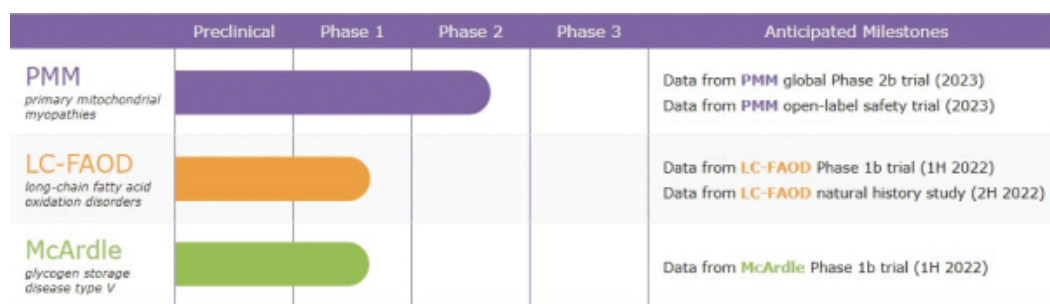 Preclinical Phase 1 Phase 2 Phase 3 Anticipated Milestones
PMM
primary mitochondrial
myopathies
Data from PMM global Phase 2b trial (2023)
Data from PMM open-label safety trial (2023)
LC-FAOD
long-chain fatty acid
oxidation disorders
Data from LC-FAOD Phase 1b trial (1H 2022)
Data from LC-FAOD natural history study (2H 2022)
McArdle
glycogen storage
disease type V
Data from McArdle Phase 1b trial (1H 2022)